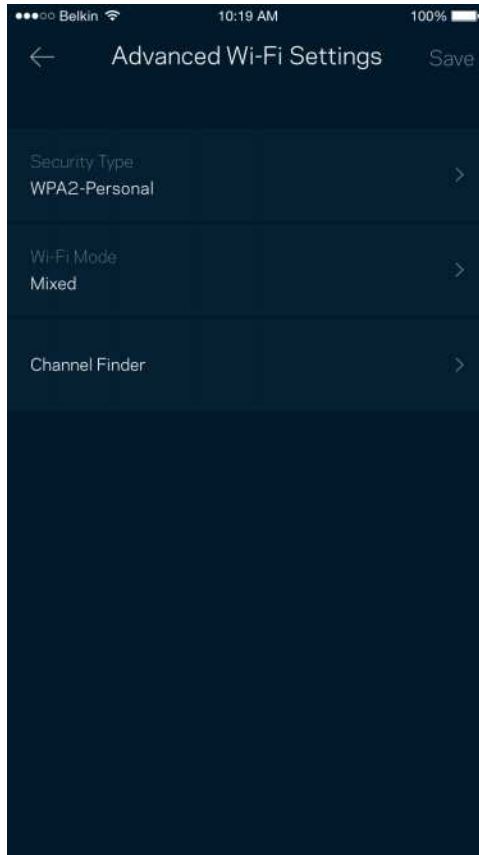 Belkin 10:19 AM 100%
Advanced Wi-Fi Settings Save
Security Type
WPA2-Personal
Wi-Fi Mode
Mixed
Channel Finder